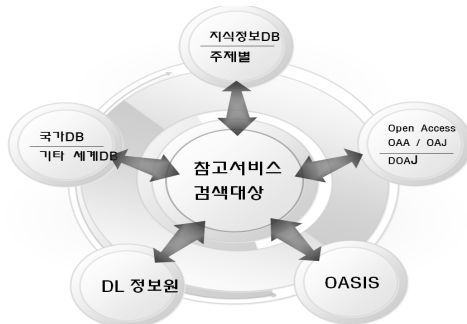 지식정보DB
주제별
국가DB
기타 세계DB
Open Access
OAA / OAJ
DOAJ
참고서비스
검색대상
DL 정보원
OASIS